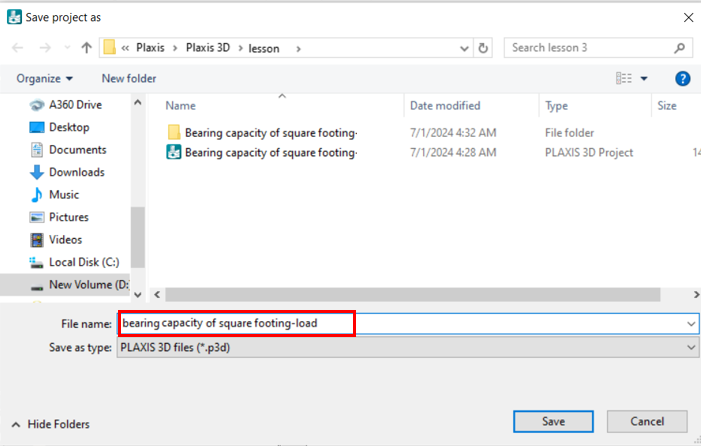 Save project as
« Plaxis > Plaxis 3D > lesson >
Search lesson 3
Organize
New folder
?
Name
Date modified
Type
Size
A360 Drive
Desktop
Documents
Downloads
Music
Pictures
Videos
Local Disk (C:)
New Volume (D:
Bearing capacity of square footing-
7/1/2024 4:32 AM
File folder
Bearing capacity of square footing-
7/1/2024 4:28 AM
PLAXIS 3D Project
14
File name: bearing capacity of square footing-load
Save as type: PLAXIS 3D files (*.p3d)
Hide Folders
Save
Cancel